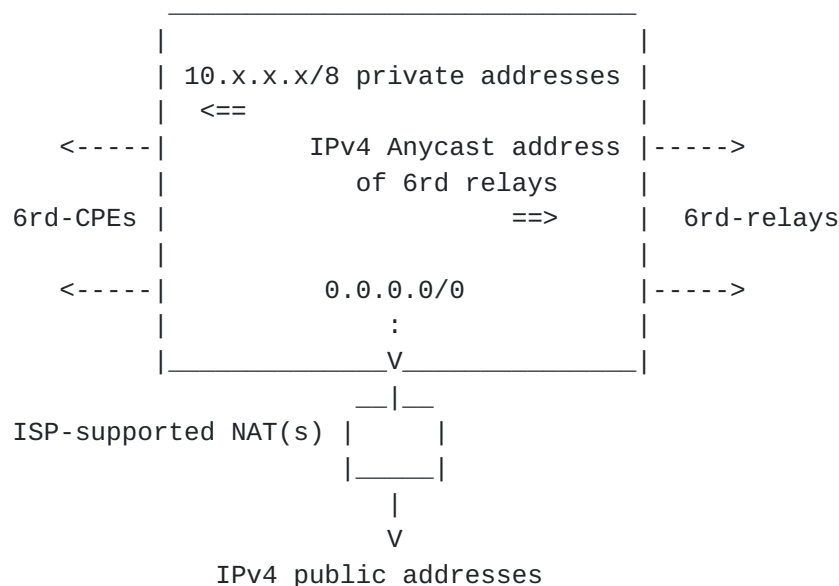 10.x.x.x/8 private addresses
<==
<-----| IPv4 Anycast address |----->
of 6rd relays
6rd-CPEs ==> 6rd-relays
<-----| 0.0.0.0/0 |----->
:
V
ISP-supported NAT(s)
V
IPv4 public addresses